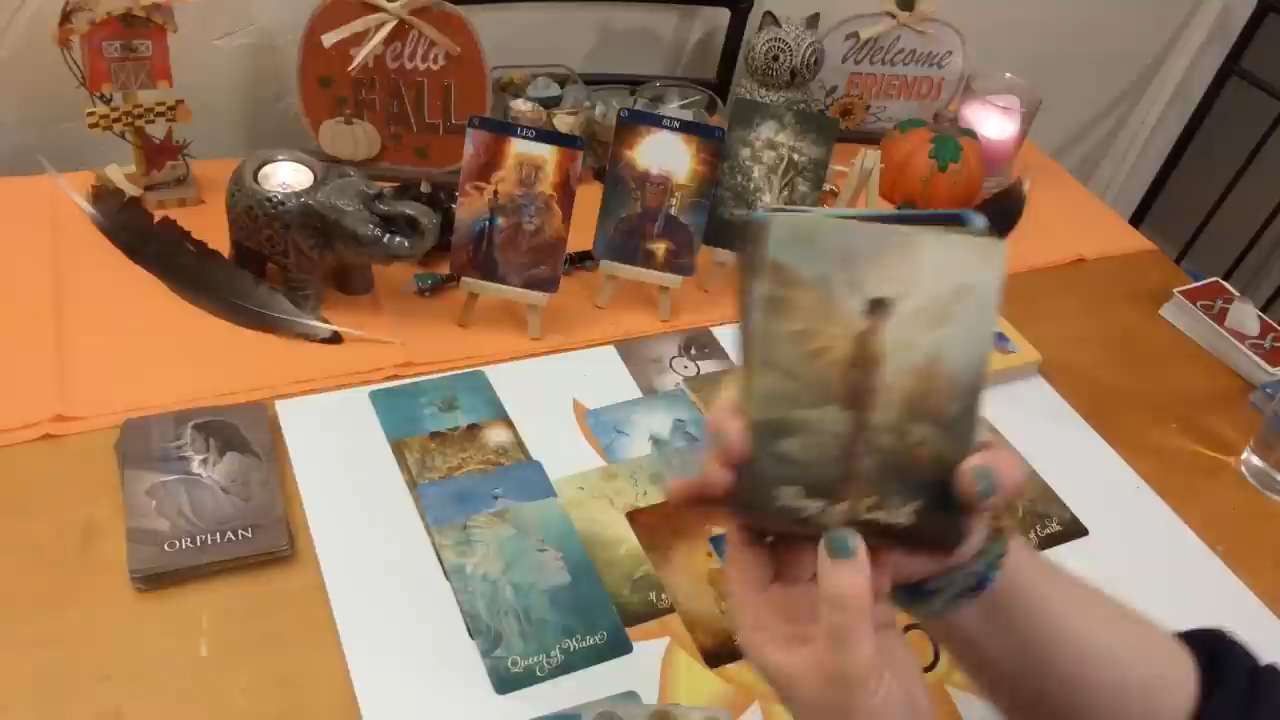 Hello
FALL
Welcome
FRIENDS
LEO
SUN
ORPHAN
Queen of Water
of Earth